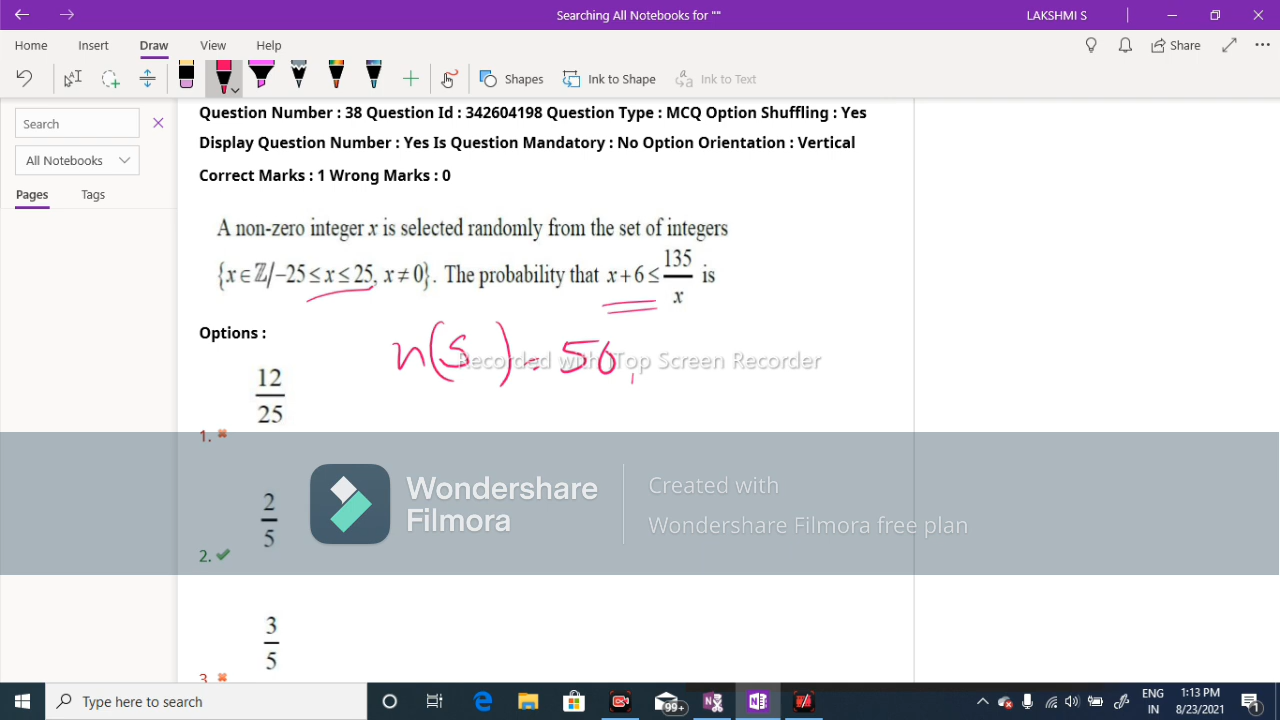 Searching All Notebooks for ""
LAKSHMI S
Home Insert Draw View Help
Share
Shapes Ink to Shape Ink to Text
Search
All Notebooks
Pages Tags
Question Number : 38 Question Id : 342604198 Question Type : MCQ Option Shuffling : Yes
Display Question Number : Yes Is Question Mandatory : No Option Orientation : Vertical
Correct Marks : 1 Wrong Marks : 0
A non-zero integer x is selected randomly from the set of integers
{x∈ℤ/−25≤x≤25, x≠0}. The probability that x+6≤135/x is
Options :
n(S)=50,
Recorded with iTop Screen Recorder
12/25
1.
Wondershare Filmora
Created with
Wondershare Filmora free plan
2/5
2.
3/5
3.
Type here to search
99+
ENG
IN
1:13 PM
8/23/2021
1